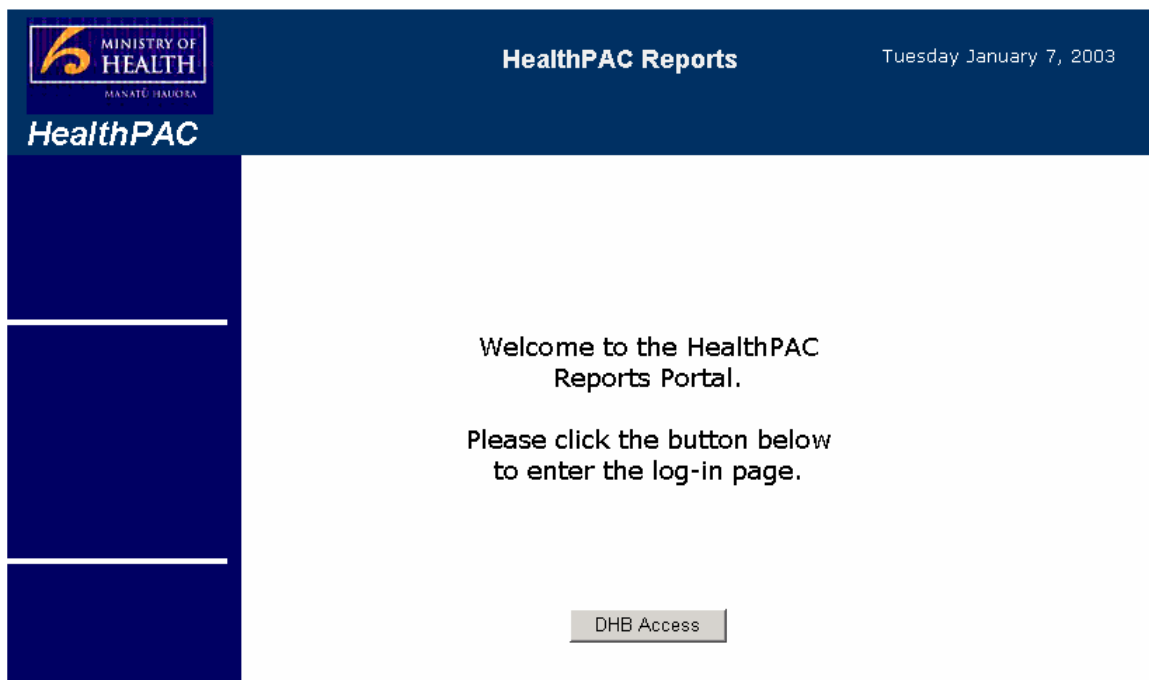 MINISTRY OF
HEALTH
MANATŪ HAUORA
HealthPAC
HealthPAC Reports
Tuesday January 7, 2003
Welcome to the HealthPAC
Reports Portal.
Please click the button below
to enter the log-in page.
DHB Access